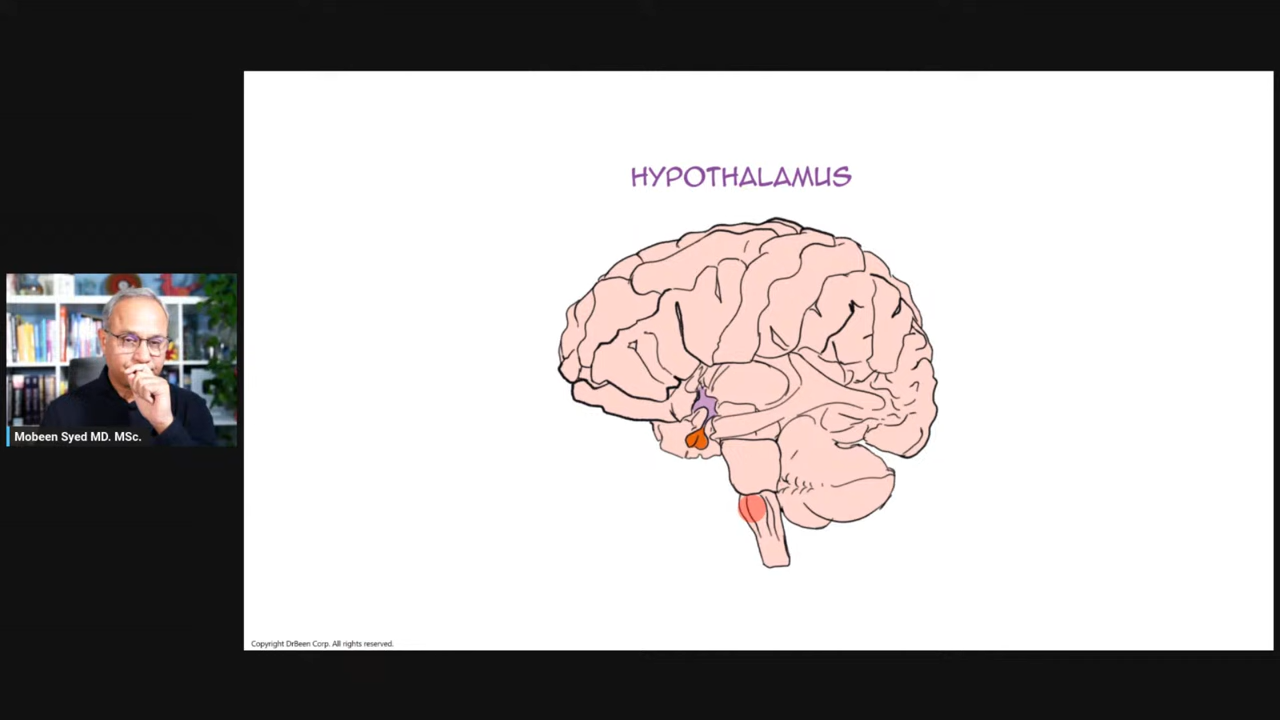 HYPOTHALAMUS
Mobeen Syed MD. MSc.
Copyright DrBeen Corp. All rights reserved.